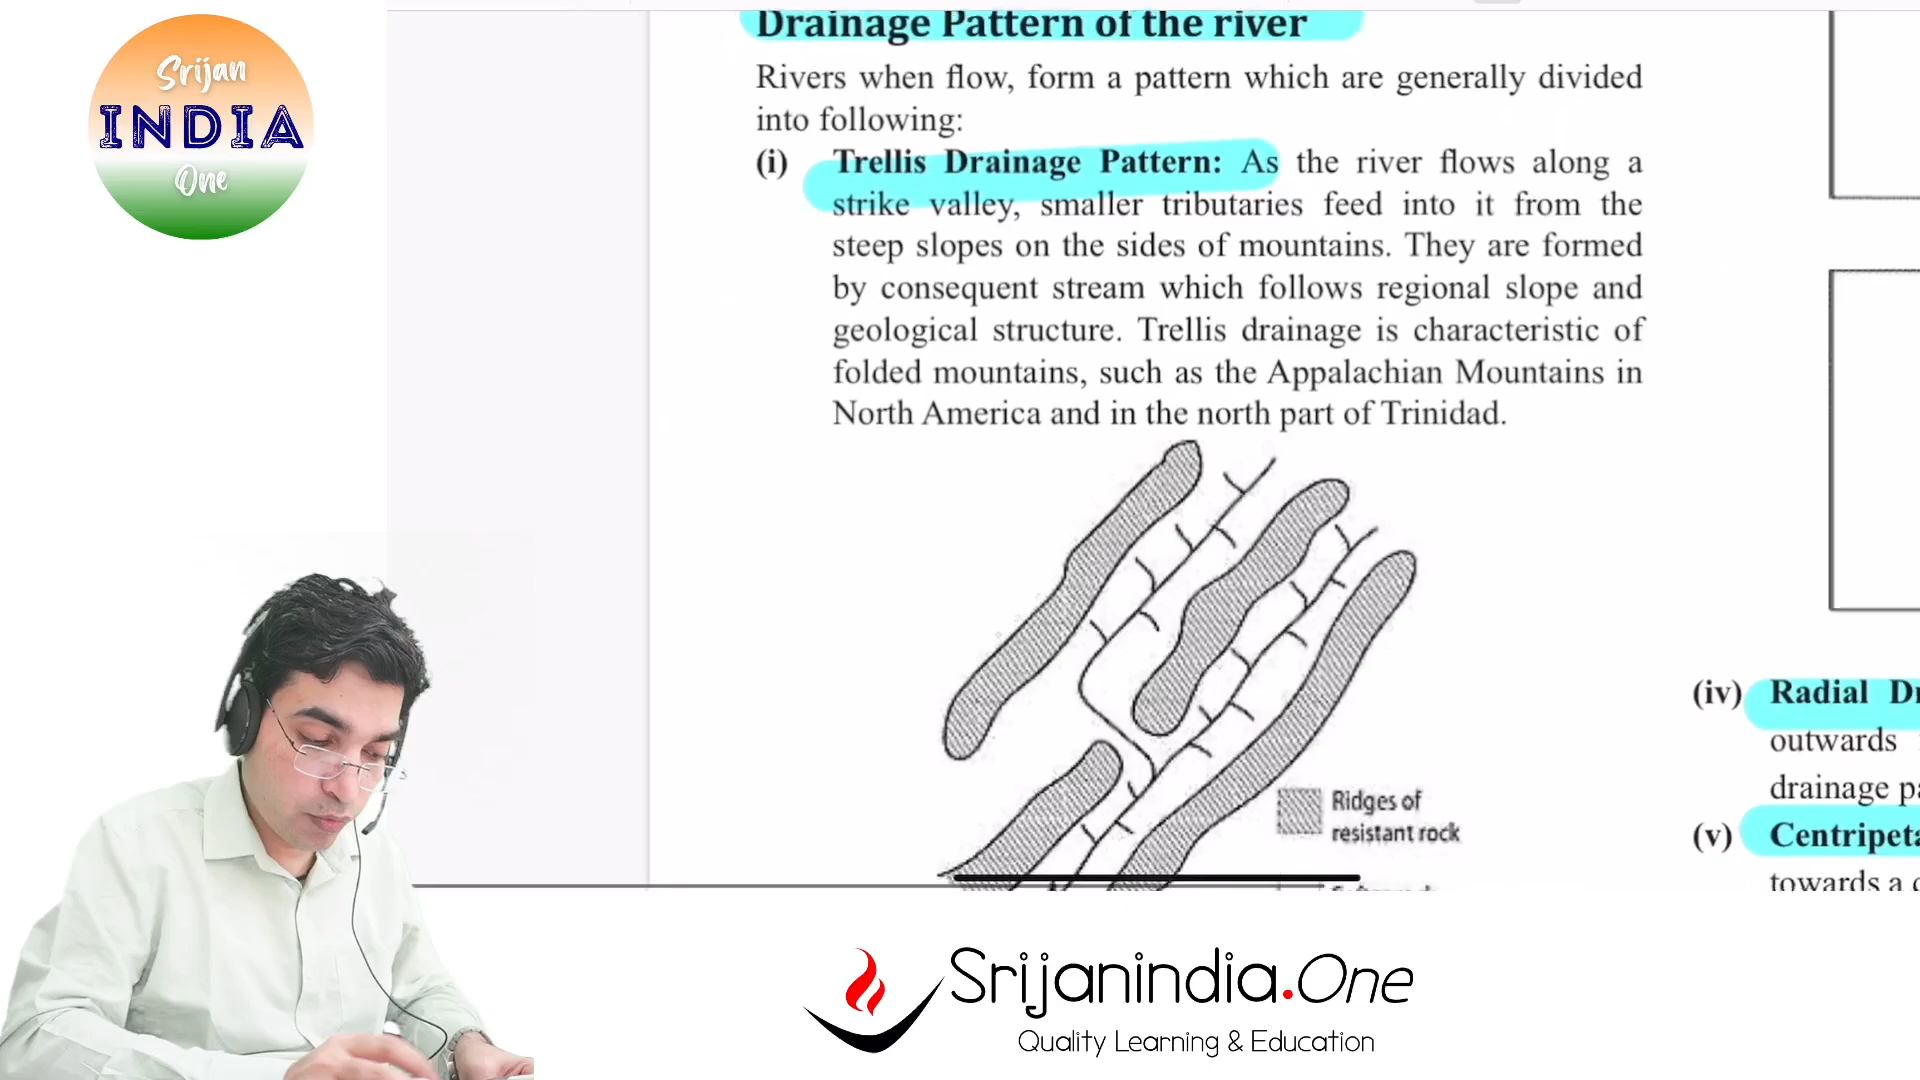 Srijan
INDIA
One
Drainage Pattern of the river
Rivers when flow, form a pattern which are generally divided
into following:
(i) Trellis Drainage Pattern: As the river flows along a
strike valley, smaller tributaries feed into it from the
steep slopes on the sides of mountains. They are formed
by consequent stream which follows regional slope and
geological structure. Trellis drainage is characteristic of
folded mountains, such as the Appalachian Mountains in
North America and in the north part of Trinidad.
Ridges of
resistant rock
(iv) Radial
outwards
drainage
(v)
towards a
Srijanindia.One
Quality Learning & Education